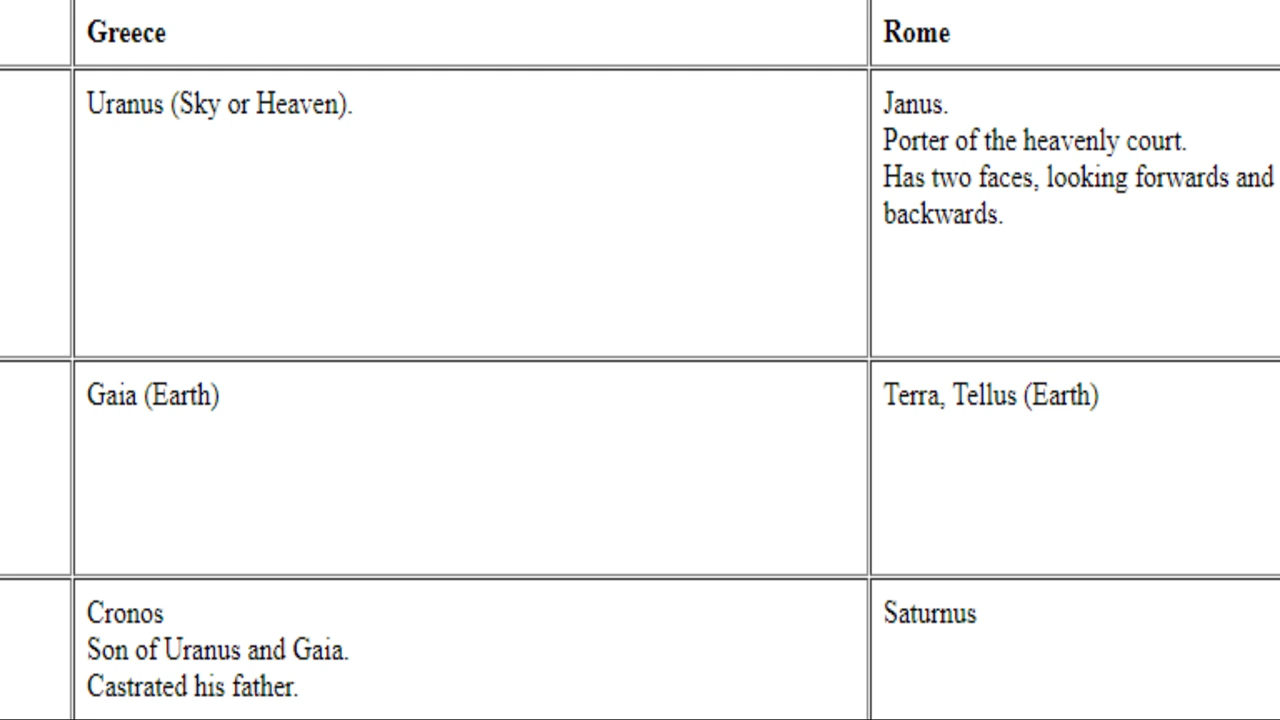 Greece
Rome
Uranus (Sky or Heaven).
Janus.
Porter of the heavenly court.
Has two faces, looking forwards and
backwards.
Gaia (Earth)
Terra, Tellus (Earth)
Cronos
Son of Uranus and Gaia.
Castrated his father.
Saturnus